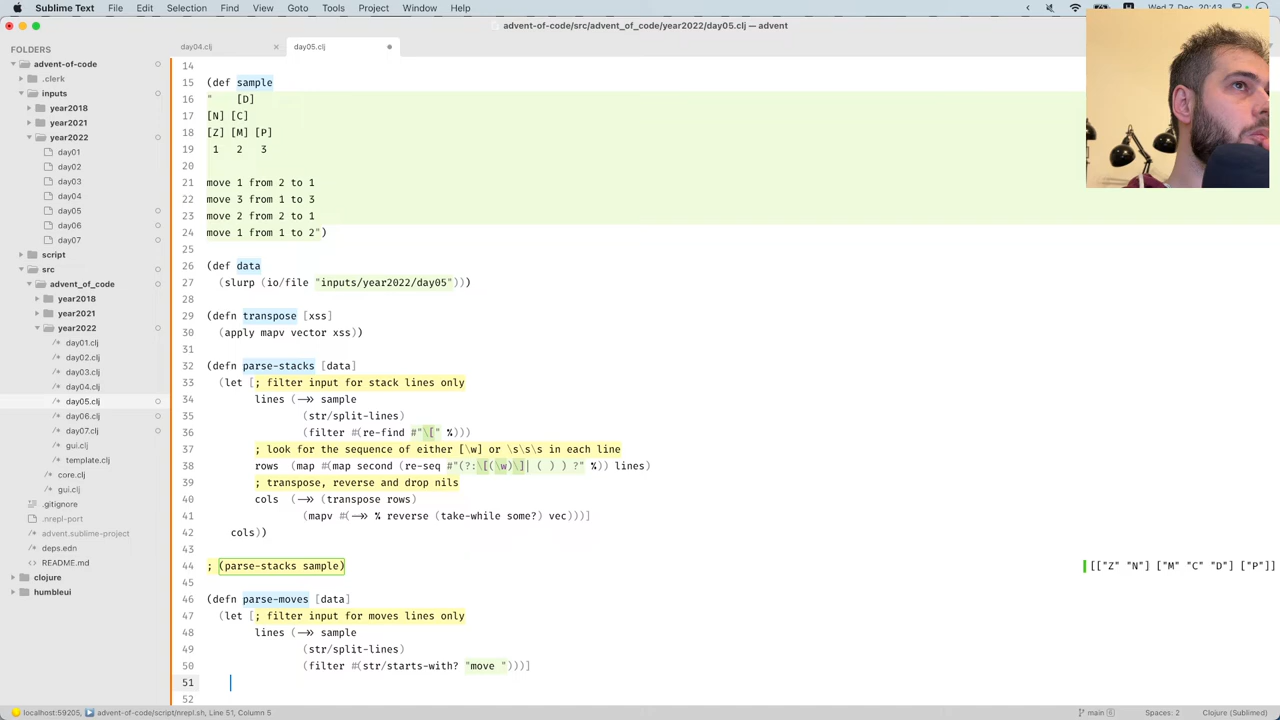 Sublime Text File Edit Selection Find View Goto Tools Project Window Help Wed 7 Dec 20:43
advent-of-code/src/advent_of_code/year2022/day05.clj — advent
FOLDERS
advent-of-code
.clerk
inputs
year2018
year2021
year2022
day01
day02
day03
day04
day05
day06
day07
script
src
advent_of_code
year2018
year2021
year2022
day01.clj
day02.clj
day03.clj
day04.clj
day05.clj
day06.clj
day07.clj
gui.clj
template.clj
core.clj
gui.clj
.gitignore
.nrepl-port
advent.sublime-project
deps.edn
README.md
clojure
humbleui
day04.clj day05.clj
14
15 (def sample
16 "    [D]
17 [N] [C]
18 [Z] [M] [P]
19  1   2   3
20
21 move 1 from 2 to 1
22 move 3 from 1 to 3
23 move 2 from 2 to 1
24 move 1 from 1 to 2")
25
26 (def data
27   (slurp (io/file "inputs/year2022/day05")))
28
29 (defn transpose [xss]
30   (apply mapv vector xss))
31
32 (defn parse-stacks [data]
33   (let [; filter input for stack lines only
34         lines (->> sample
35                 (str/split-lines)
36                 (filter #(re-find #"\[" %)))
37         ; look for the sequence of either [\w] or \s\s\s in each line
38         rows  (map #(map second (re-seq #"(?:\[(\w)\]| ( ) ) ?" %)) lines)
39         ; transpose, reverse and drop nils
40         cols  (->> (transpose rows)
41                 (mapv #(->> % reverse (take-while some?) vec)))]
42     cols))
43
44 ; (parse-stacks sample) [["Z" "N"] ["M" "C" "D"] ["P"]]
45
46 (defn parse-moves [data]
47   (let [; filter input for moves lines only
48         lines (->> sample
49                 (str/split-lines)
50                 (filter #(str/starts-with? "move ")))]
51
52
localhost:59205, advent-of-code/script/nrepl.sh, Line 51, Column 5 main 6 Spaces: 2 Clojure (Sublimed)